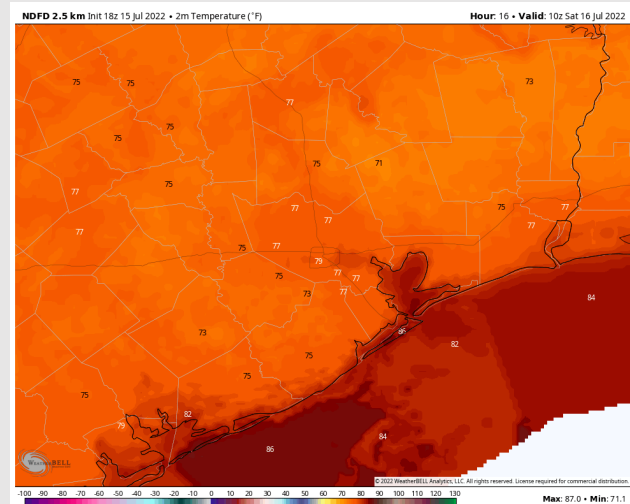 NDFD 2.5 km Init 18z 15 Jul 2022 • 2m Temperature (°F) Hour: 16 • Valid: 10z Sat 16 Jul 2022
75 75 73
77
75
75
75 71
75
77
77 75 77
77 77
77
75 77
79
75 77 77
73 77
84
86
73 82
75
75
75
82
79
84
86
WeatherBELL
© 2022 WeatherBELL Analytics, LLC. All rights reserved. License required for commercial distribution.
-100 -90 -80 -70 -60 -50 -40 -30 -20 -10 0 10 20 30 40 50 60 70 80 90 100 110 120 130
Max: 87.0 • Min: 71.1